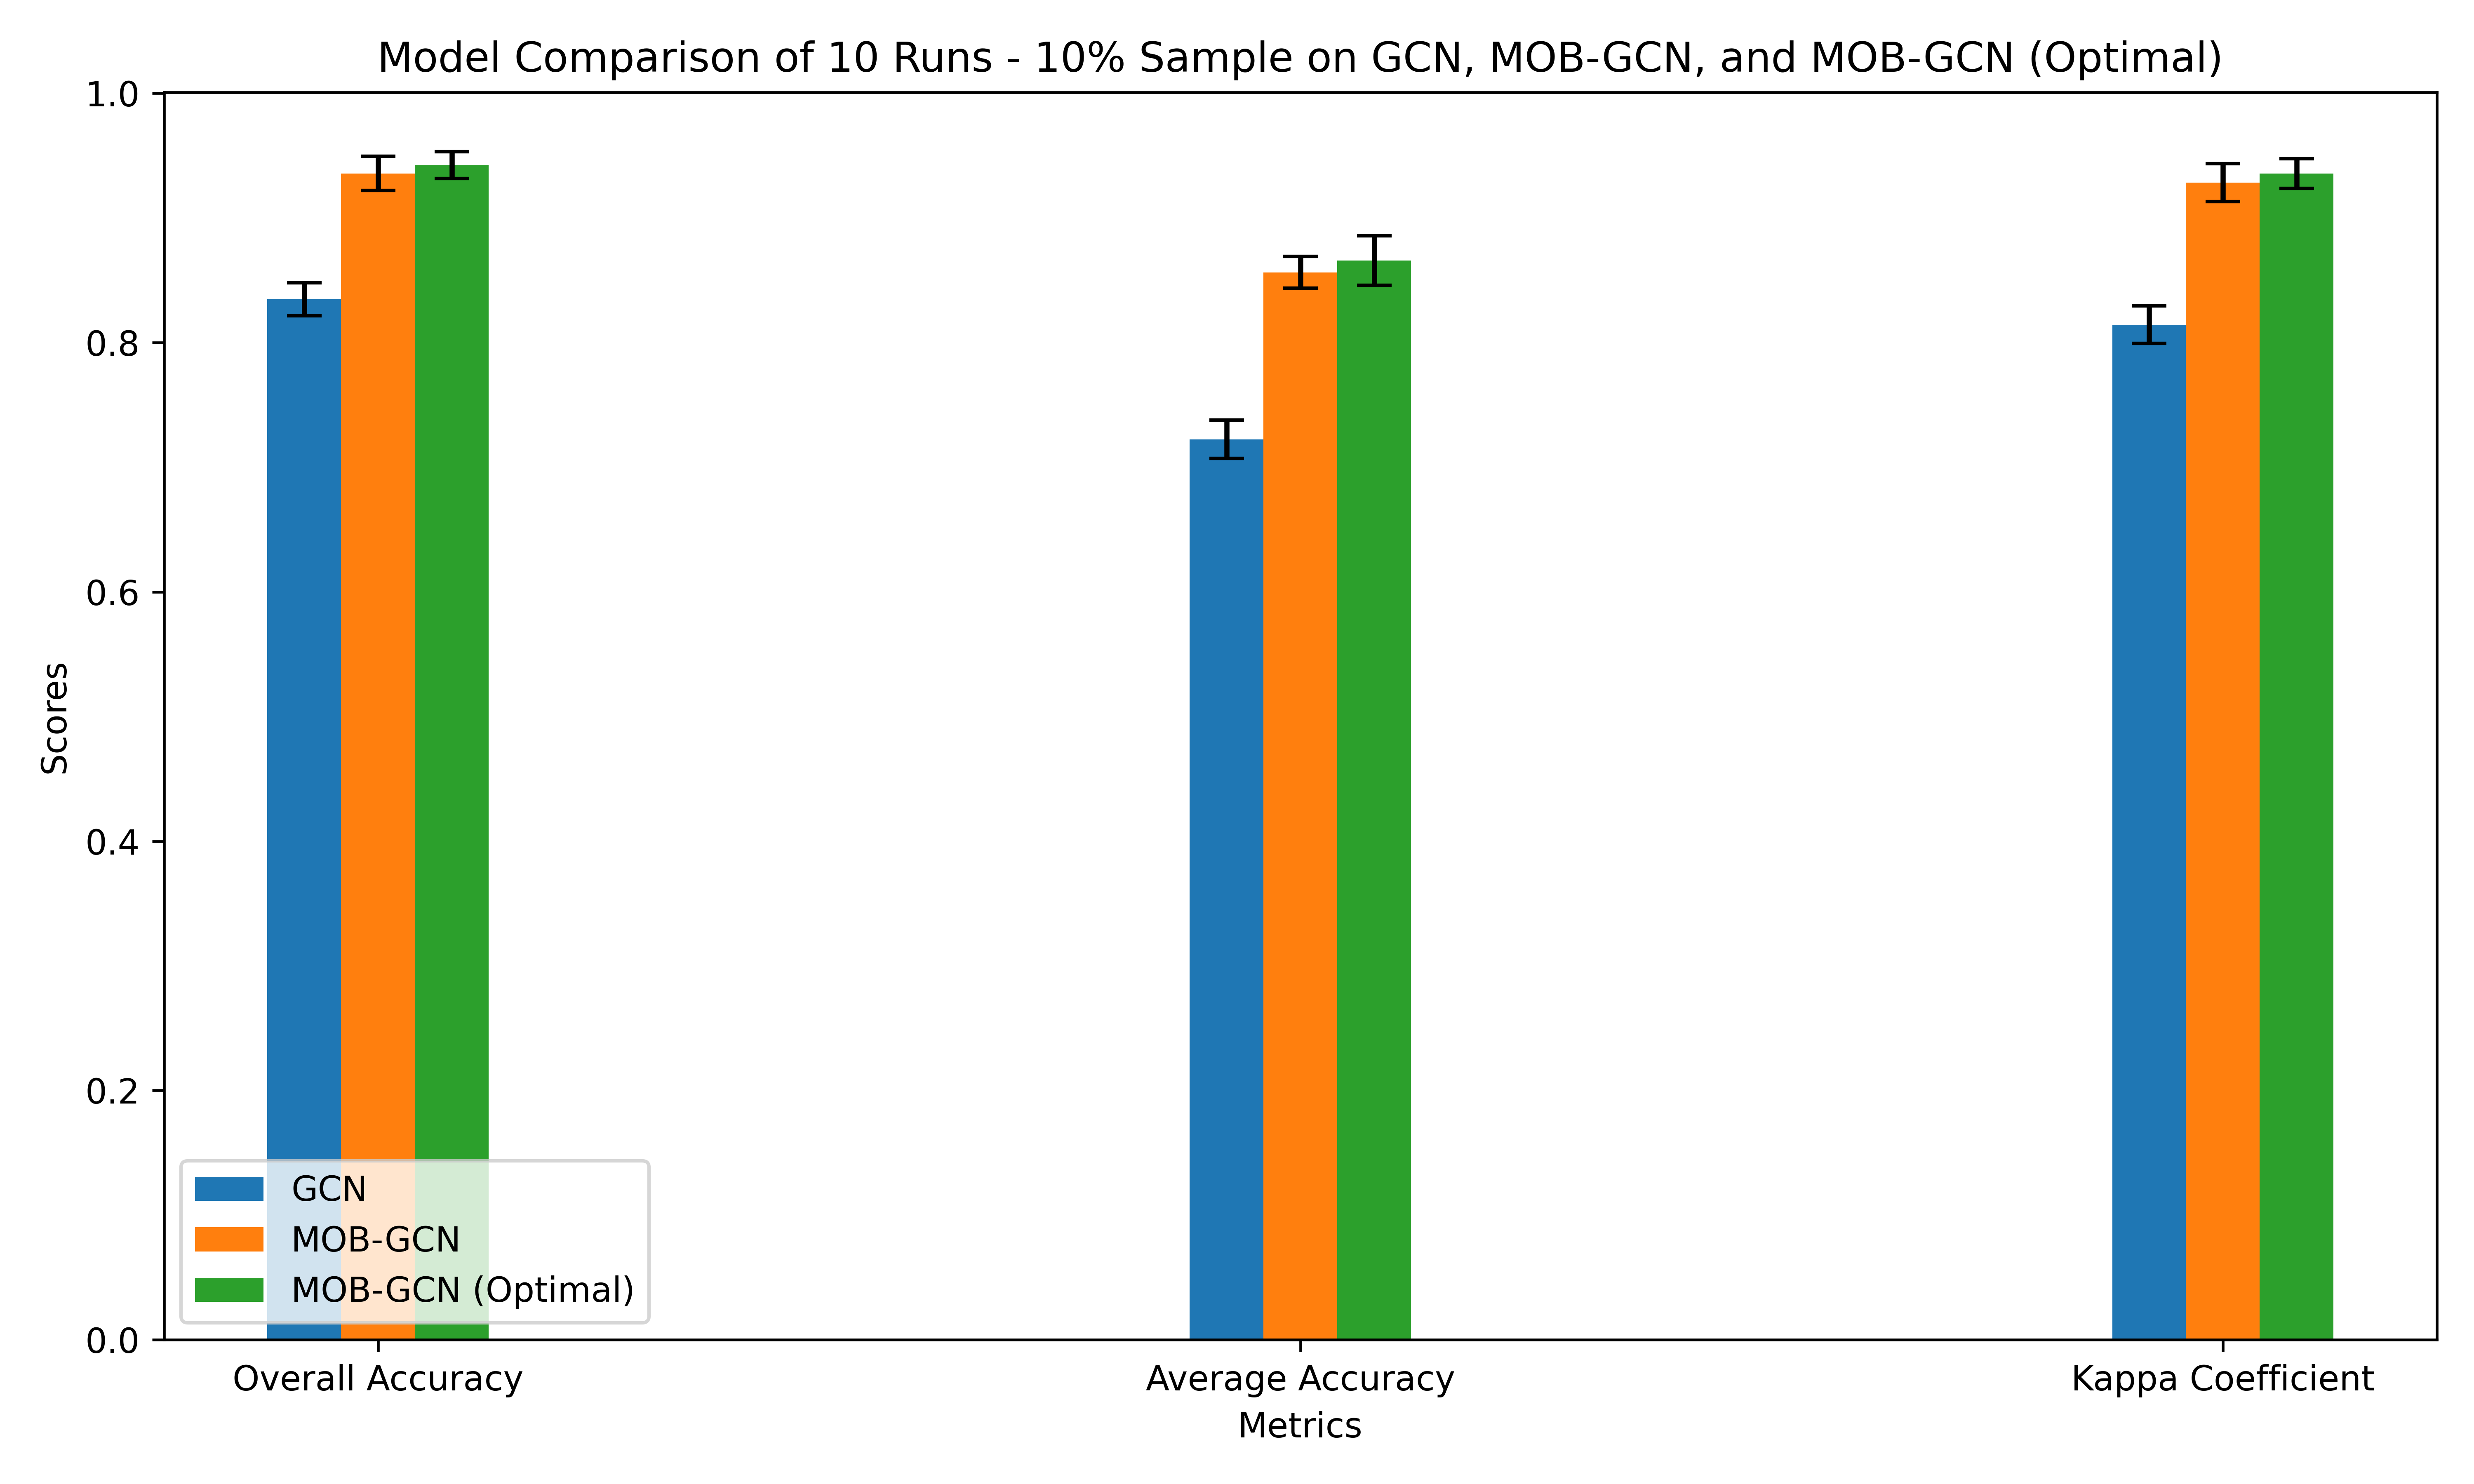 Model Comparison of 10 Runs - 10% Sample on GCN, MOB-GCN, and MOB-GCN (Optimal)
1.0
0.8
0.6
0.4
0.2
0.0
Scores
GCN
MOB-GCN
MOB-GCN (Optimal)
Overall Accuracy
Average Accuracy
Kappa Coefficient
Metrics